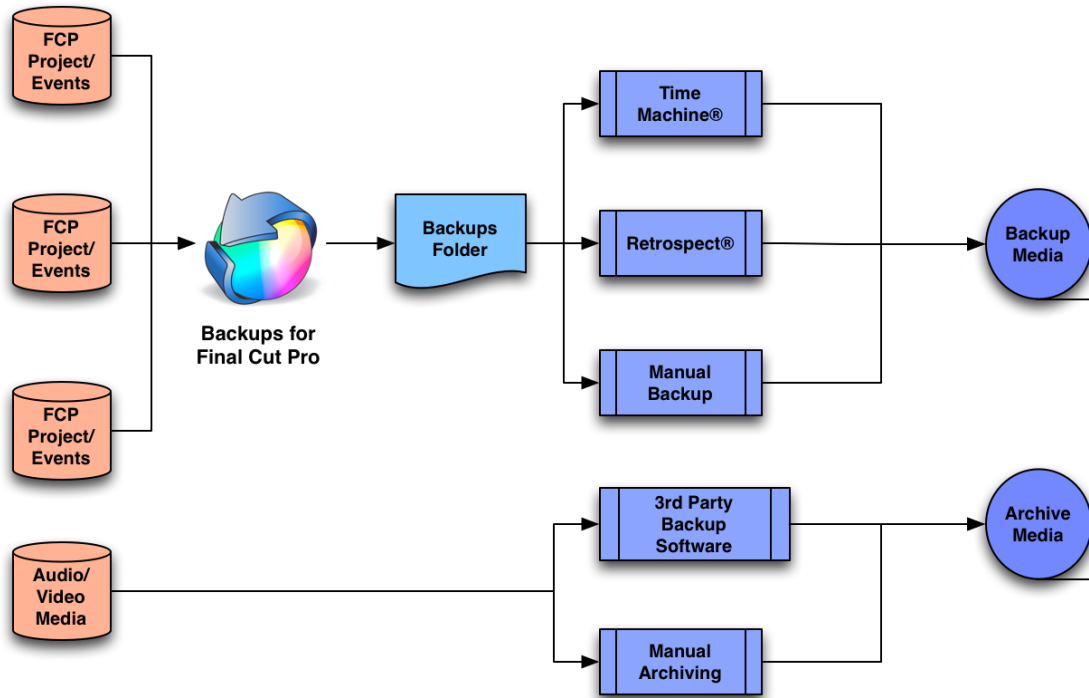 FCP
Project/
Events
FCP
Project/
Events
FCP
Project/
Events
Audio/
Video
Media
Backups for
Final Cut Pro
Backups
Folder
Time
Machine®
Retrospect®
Manual
Backup
3rd Party
Backup
Software
Manual
Archiving
Backup
Media
Archive
Media